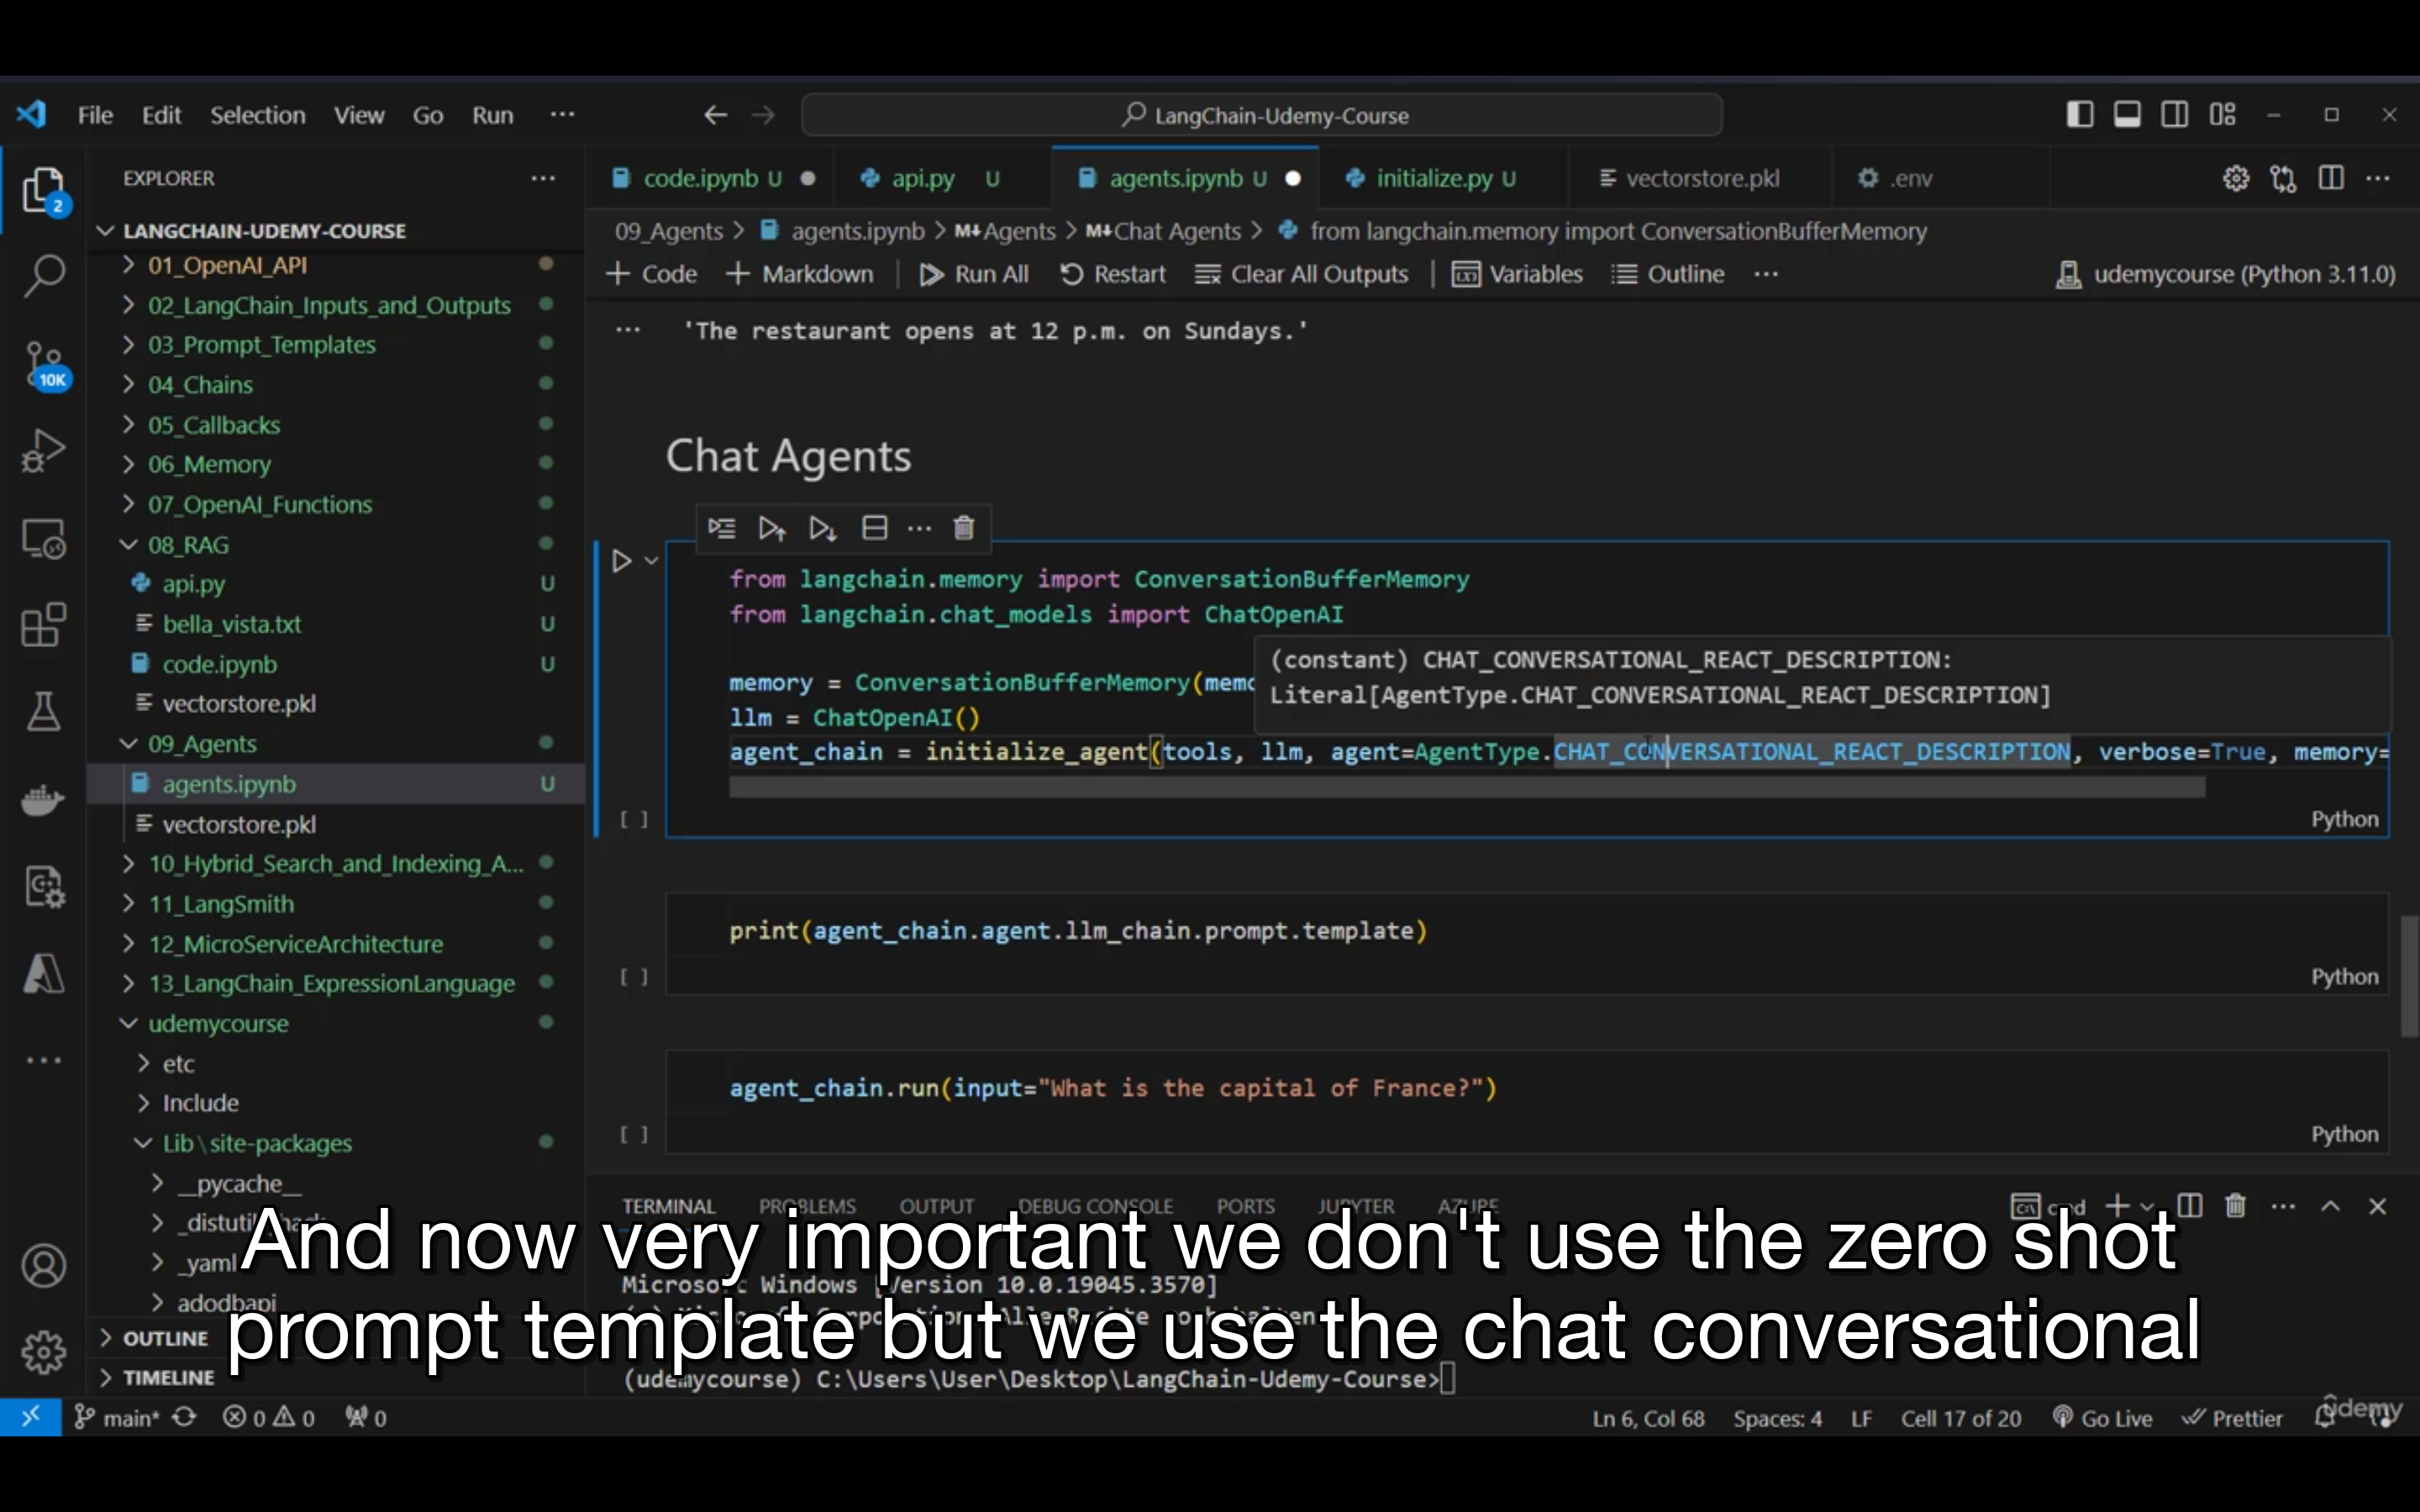 File Edit Selection View Go Run ...
LangChain-Udemy-Course
EXPLORER
code.ipynb U
api.py U
agents.ipynb U
initialize.py U
vectorstore.pkl
.env
2
LANGCHAIN-UDEMY-COURSE
09_Agents > agents.ipynb > M↓Agents > M↓Chat Agents > from langchain.memory import ConversationBufferMemory
+ Code + Markdown | Run All Restart Clear All Outputs | Variables Outline ... udemycourse (Python 3.11.0)
01_OpenAI_API
02_LangChain_Inputs_and_Outputs
03_Prompt_Templates
04_Chains
05_Callbacks
06_Memory
07_OpenAI_Functions
08_RAG
api.py U
bella_vista.txt U
code.ipynb U
vectorstore.pkl
09_Agents
agents.ipynb U
vectorstore.pkl
10_Hybrid_Search_and_Indexing_A...
11_LangSmith
12_MicroServiceArchitecture
13_LangChain_ExpressionLanguage
udemycourse
etc
Include
Lib\site-packages
__pycache__
_yaml
adodbapi
OUTLINE
TIMELINE
10K
'The restaurant opens at 12 p.m. on Sundays.'
Chat Agents
from langchain.memory import ConversationBufferMemory
from langchain.chat_models import ChatOpenAI
(constant) CHAT_CONVERSATIONAL_REACT_DESCRIPTION:
Literal[AgentType.CHAT_CONVERSATIONAL_REACT_DESCRIPTION]
memory = ConversationBufferMemory(memo
llm = ChatOpenAI()
agent_chain = initialize_agent(tools, llm, agent=AgentType.CHAT_CONVERSATIONAL_REACT_DESCRIPTION, verbose=True, memory=
[ ] Python
print(agent_chain.agent.llm_chain.prompt.template)
[ ] Python
agent_chain.run(input="What is the capital of France?")
[ ] Python
TERMINAL PROBLEMS OUTPUT DEBUG CONSOLE PORTS JUPYTER AZURE cmd
And now very important we don't use the zero shot
prompt template but we use the chat conversational
Microsoft Windows [Version 10.0.19045.3570]
(udemycourse) C:\Users\User\Desktop\LangChain-Udemy-Course>
main* 0 0 0 Ln 6, Col 68 Spaces: 4 LF Cell 17 of 20 Go Live Prettier
udemy